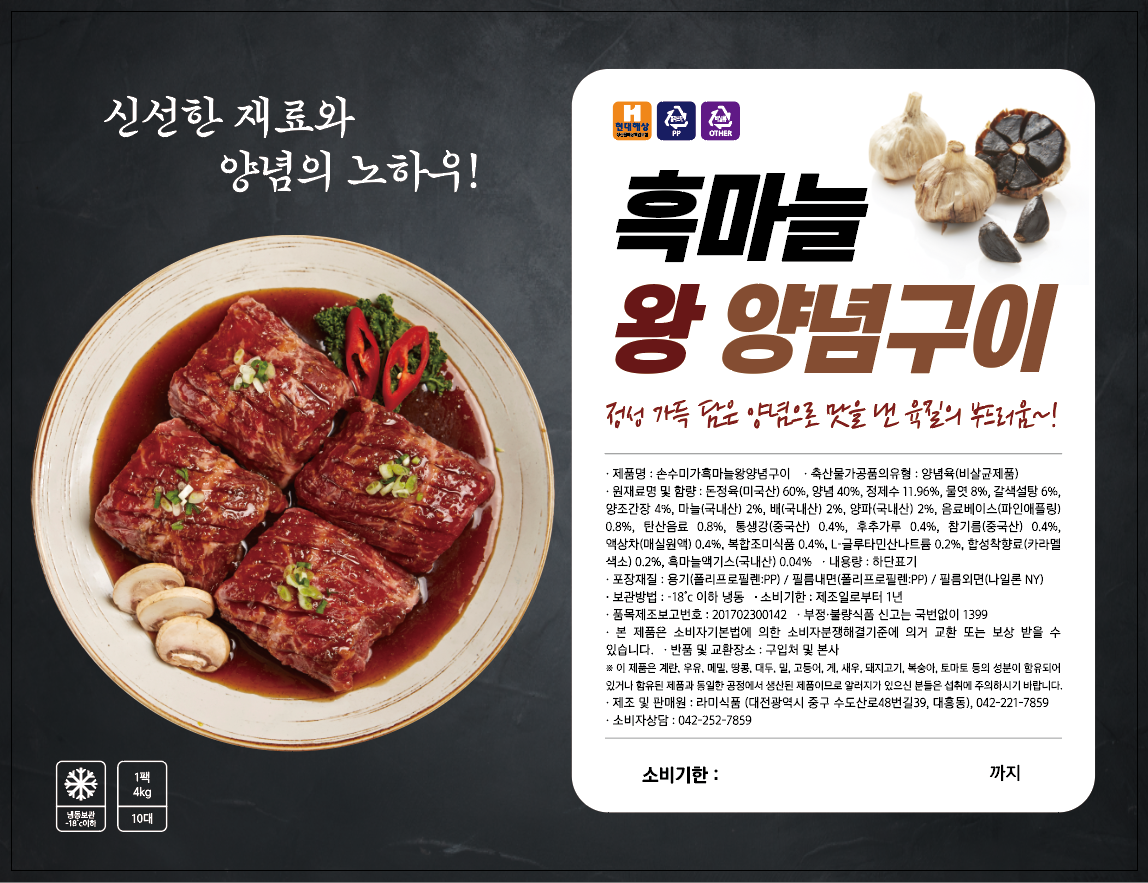 신선한 재료와
양념의 노하우!
H
현대해상
PP
OTHER
흑마늘
왕 양념구이
정성 가득 담은 양념으로 맛을 낸 육질의 부드러움~!
· 제품명 : 손수미가흑마늘왕양념구이 · 축산물가공품의유형 : 양념육(비살균제품)
· 원재료명 및 함량 : 돈정육(미국산) 60%, 양념 40%, 정제수 11.96%, 물엿 8%, 갈색설탕 6%,
양조간장 4%, 마늘(국내산) 2%, 배(국내산) 2%, 양파(국내산) 2%, 음료베이스(파인애플링)
0.8%, 탄산음료 0.8%, 통생강(중국산) 0.4%, 후추가루 0.4%, 참기름(중국산) 0.4%,
액상차(매실원액) 0.4%, 복합조미식품 0.4%, L-글루타민산나트륨 0.2%, 합성착향료(카라멜
색소) 0.2%, 흑마늘액기스(국내산) 0.04% · 내용량 : 하단표기
· 포장재질 : 용기(폴리프로필렌:PP) / 필름내면(폴리프로필렌:PP) / 필름외면(나일론 NY)
· 보관방법 : -18˚c 이하 냉동 · 소비기한 : 제조일로부터 1년
· 품목제조보고번호 : 201702300142 · 부정·불량식품 신고는 국번없이 1399
· 본 제품은 소비자기본법에 의한 소비자분쟁해결기준에 의거 교환 또는 보상 받을 수
있습니다. · 반품 및 교환장소 : 구입처 및 본사
※ 이 제품은 계란, 우유, 메밀, 땅콩, 대두, 밀, 고등어, 게, 새우, 돼지고기, 복숭아, 토마토 등의 성분이 함유되어
있거나 함유된 제품과 동일한 공정에서 생산된 제품이므로 알러지가 있으신 분들은 섭취에 주의하시기 바랍니다.
· 제조 및 판매원 : 라미식품 (대전광역시 중구 수도산로48번길39, 대흥동), 042-221-7859
· 소비자상담 : 042-252-7859
소비기한 : 까지
냉동보관
-18˚c이하
1팩
4kg
10대